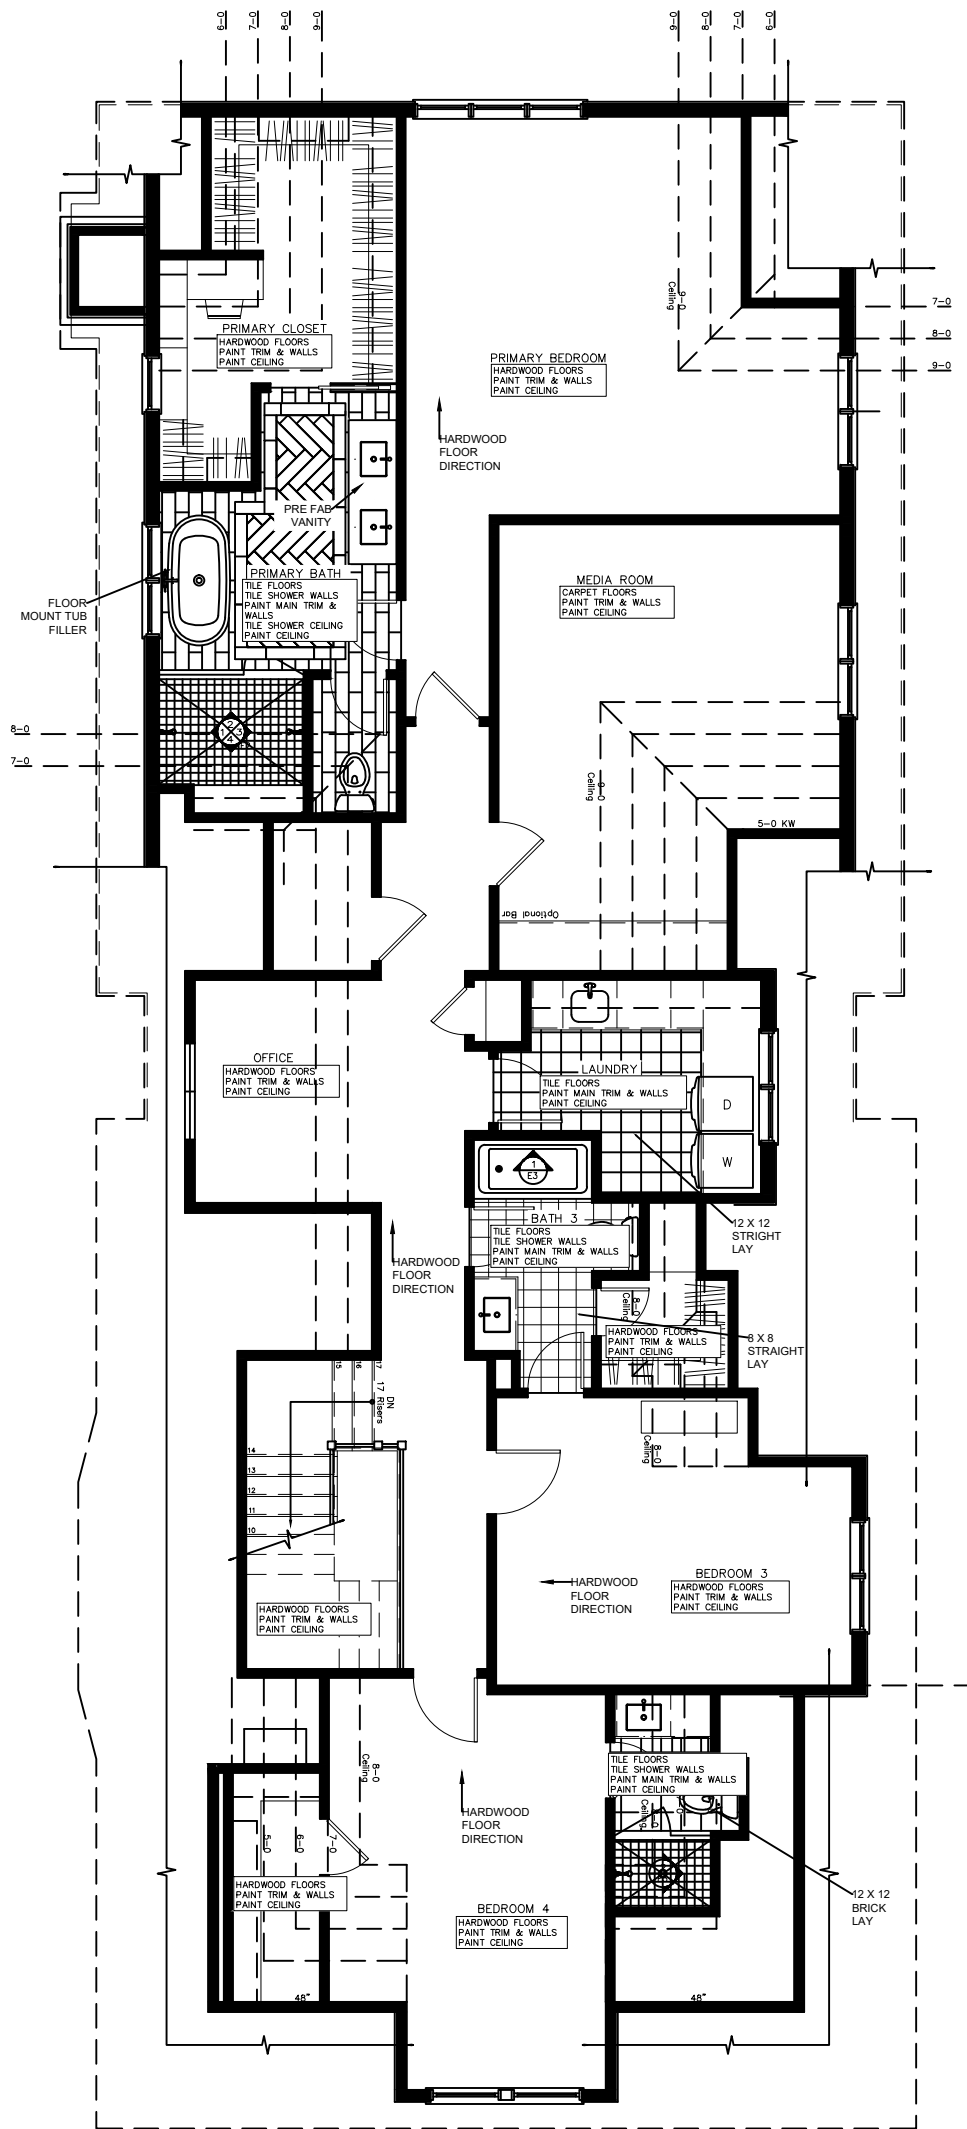 6-0
7-0
8-0
9-0
9-0
8-0
7-0
6-0
9-0
Ceiling
7-0
8-0
9-0
PRIMARY CLOSET
HARDWOOD FLOORS
PAINT TRIM & WALLS
PAINT CEILING
PRIMARY BEDROOM
HARDWOOD FLOORS
PAINT TRIM & WALLS
PAINT CEILING
HARDWOOD
FLOOR
DIRECTION
PRE FAB
VANITY
PRIMARY BATH
TILE FLOORS
TILE SHOWER WALLS
PAINT MAIN TRIM &
WALLS
TILE SHOWER CEILING
PAINT CEILING
FLOOR
MOUNT TUB
FILLER
MEDIA ROOM
CARPET FLOORS
PAINT TRIM & WALLS
PAINT CEILING
8-0
7-0
2
1 3
4
9-0
Ceiling
5-0 KW
Optional Bar
OFFICE
HARDWOOD FLOORS
PAINT TRIM & WALLS
PAINT CEILING
LAUNDRY
TILE FLOORS
PAINT MAIN TRIM & WALLS
PAINT CEILING
D
W
1
E3
12 X 12
STRIGHT
LAY
BATH 3
TILE FLOORS
TILE SHOWER WALLS
PAINT MAIN TRIM & WALLS
PAINT CEILING
HARDWOOD
FLOOR
DIRECTION
8-0
Ceiling
HARDWOOD FLOORS
PAINT TRIM & WALLS
PAINT CEILING
8 X 8
STRAIGHT
LAY
15
16
17
DN
17
Risers
14
13
12
11
10
8-0
Ceiling
BEDROOM 3
HARDWOOD FLOORS
PAINT TRIM & WALLS
PAINT CEILING
HARDWOOD
FLOOR
DIRECTION
HARDWOOD FLOORS
PAINT TRIM & WALLS
PAINT CEILING
8-0
Ceiling
TILE FLOORS
TILE SHOWER WALLS
PAINT MAIN TRIM & WALLS
PAINT CEILING
Ceiling
HARDWOOD
FLOOR
DIRECTION
5-0
6-0
7-0
HARDWOOD FLOORS
PAINT TRIM & WALLS
PAINT CEILING
12 X 12
BRICK
LAY
BEDROOM 4
HARDWOOD FLOORS
PAINT TRIM & WALLS
PAINT CEILING
48"
48"